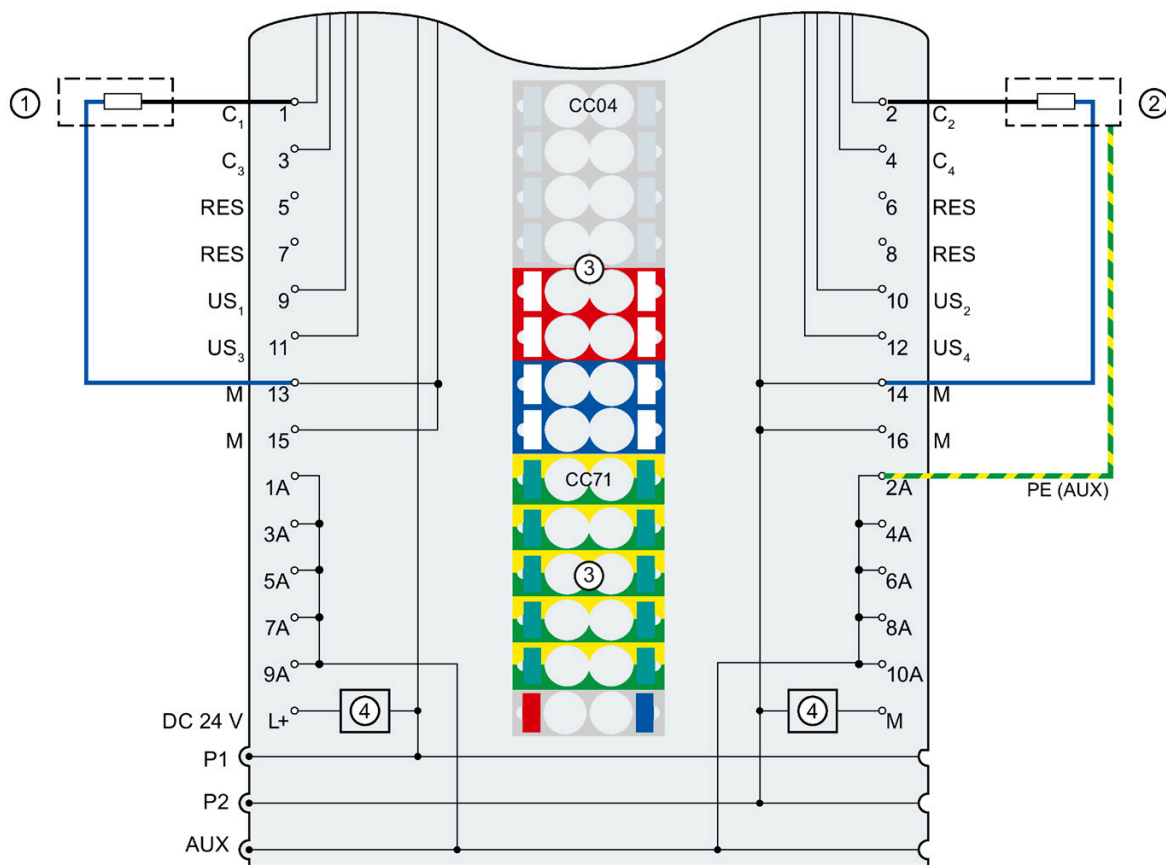 CC04
① 1 2 ②
C₁ C₂
3 4
C₃ C₄
RES 5 6 RES
RES 7 8 RES
③
9 10
US₁ US₂
11 12
US₃ US₄
13 14
M M
M 15 16 M
1A CC71 2A
PE (AUX)
3A 4A
5A ③ 6A
7A 8A
9A 10A
DC 24 V L+ ④ ④ M
P1
P2
AUX